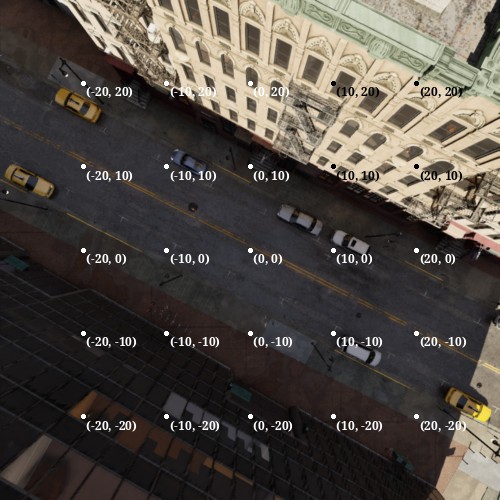 (-20, 20) (-10, 20) (0, 20) (10, 20) (20, 20)
(-20, 10) (-10, 10) (0, 10) (10, 10) (20, 10)
(-20, 0) (-10, 0) (0, 0) (10, 0) (20, 0)
(-20, -10) (-10, -10) (0, -10) (10, -10) (20, -10)
(-20, -20) (-10, -20) (0, -20) (10, -20) (20, -20)